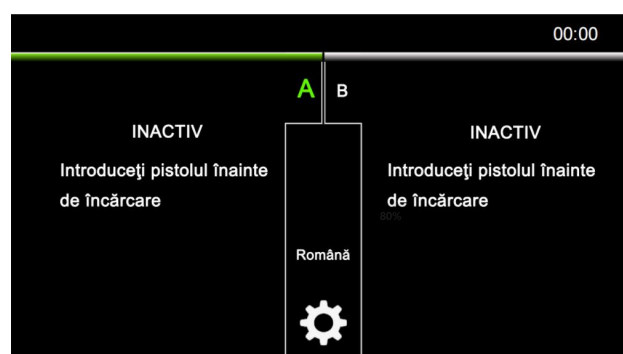 00:00
A
B
INACTIV
Introduceţi pistolul înainte
de încărcare
INACTIV
Introduceţi pistolul înainte
de încărcare
80%
Română